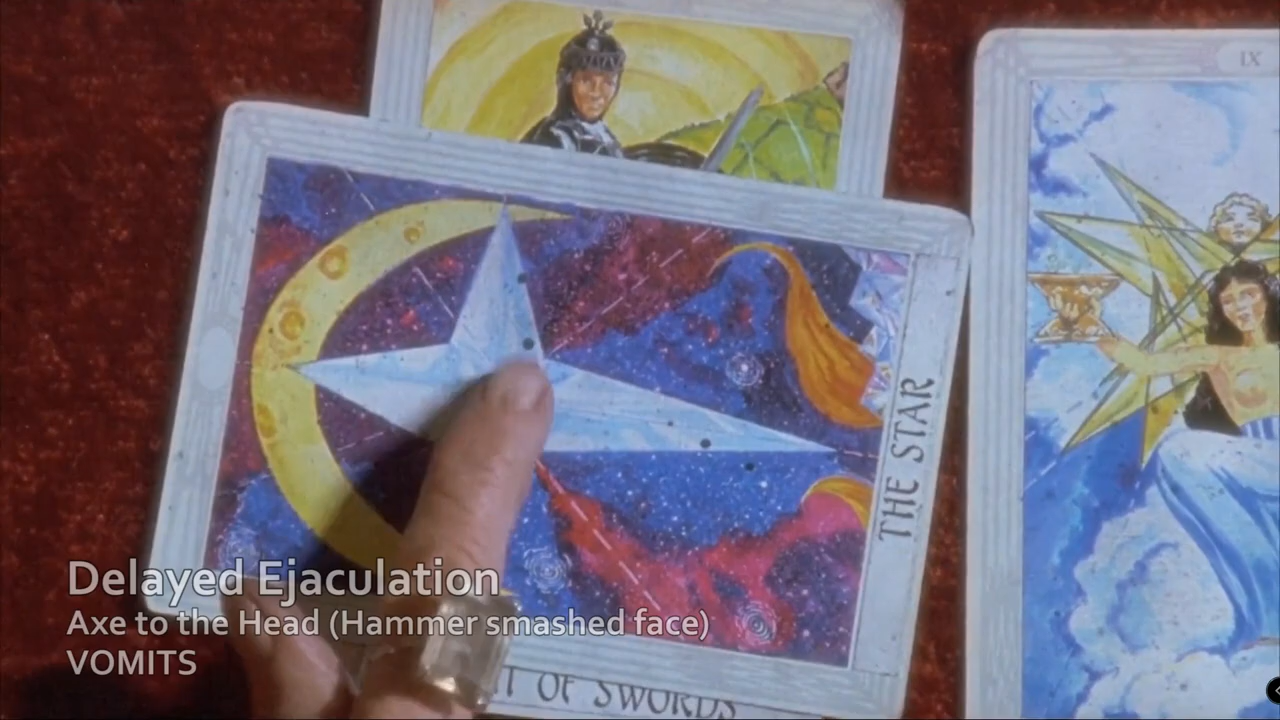 IX
THE STAR
Delayed Ejaculation
Axe to the Head (Hammer smashed face)
VOMITS
OF SWORDS